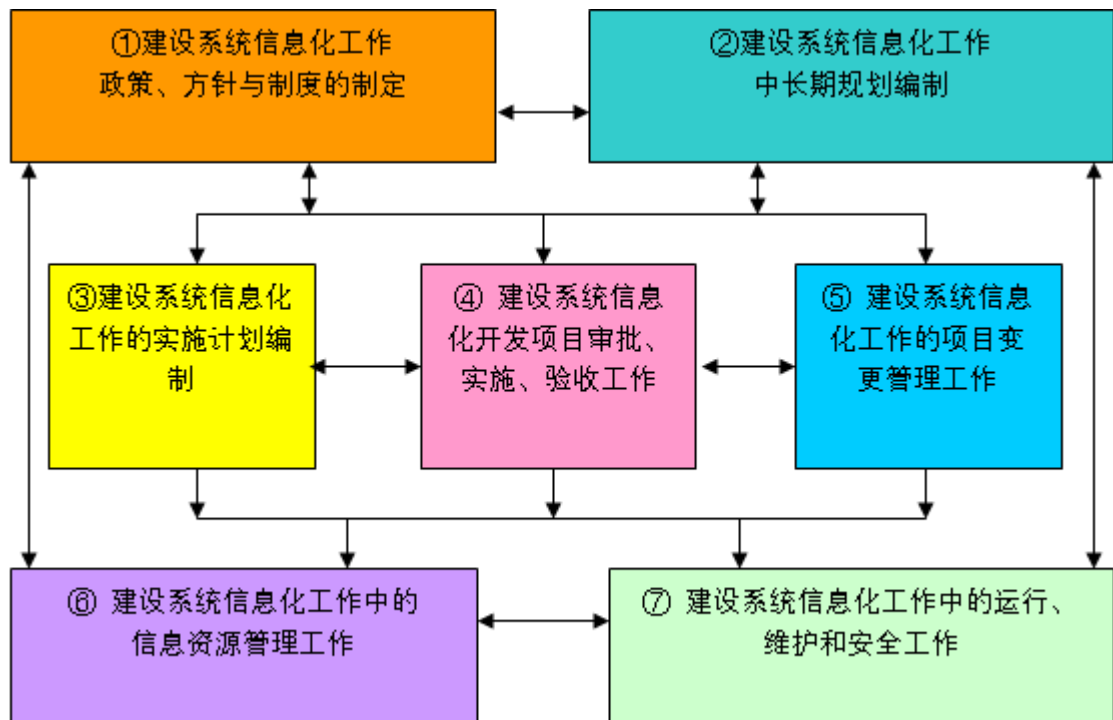 ①建设系统信息化工作
政策、方针与制度的制定
②建设系统信息化工作
中长期规划编制
③建设系统信息化
工作的实施计划编
制
④ 建设系统信息
化开发项目审批、
实施、验收工作
⑤ 建设系统信息
化工作的项目变
更管理工作
⑥ 建设系统信息化工作中的
信息资源管理工作
⑦ 建设系统信息化工作中的运行、
维护和安全工作